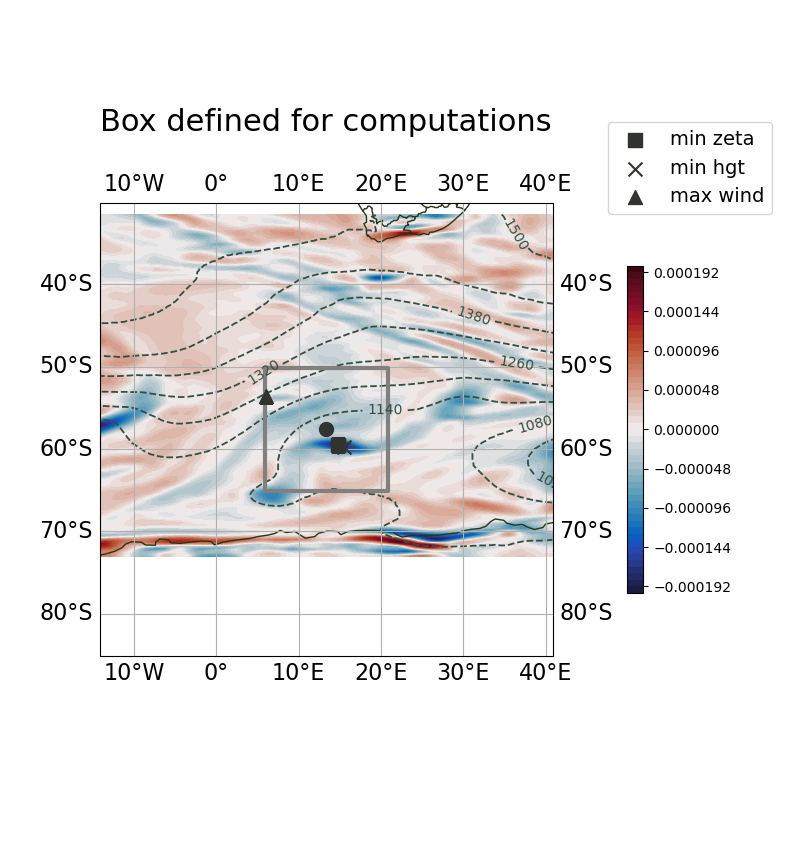 Box defined for computations
min zeta
min hgt
max wind
10°W 0° 10°E 20°E 30°E 40°E
1500
40°S 40°S
1380
50°S 1260 50°S
1320
1140
1080
60°S 60°S
70°S 70°S
80°S 80°S
10°W 0° 10°E 20°E 30°E 40°E
0.000192
0.000144
0.000096
0.000048
0.000000
−0.000048
−0.000096
−0.000144
−0.000192